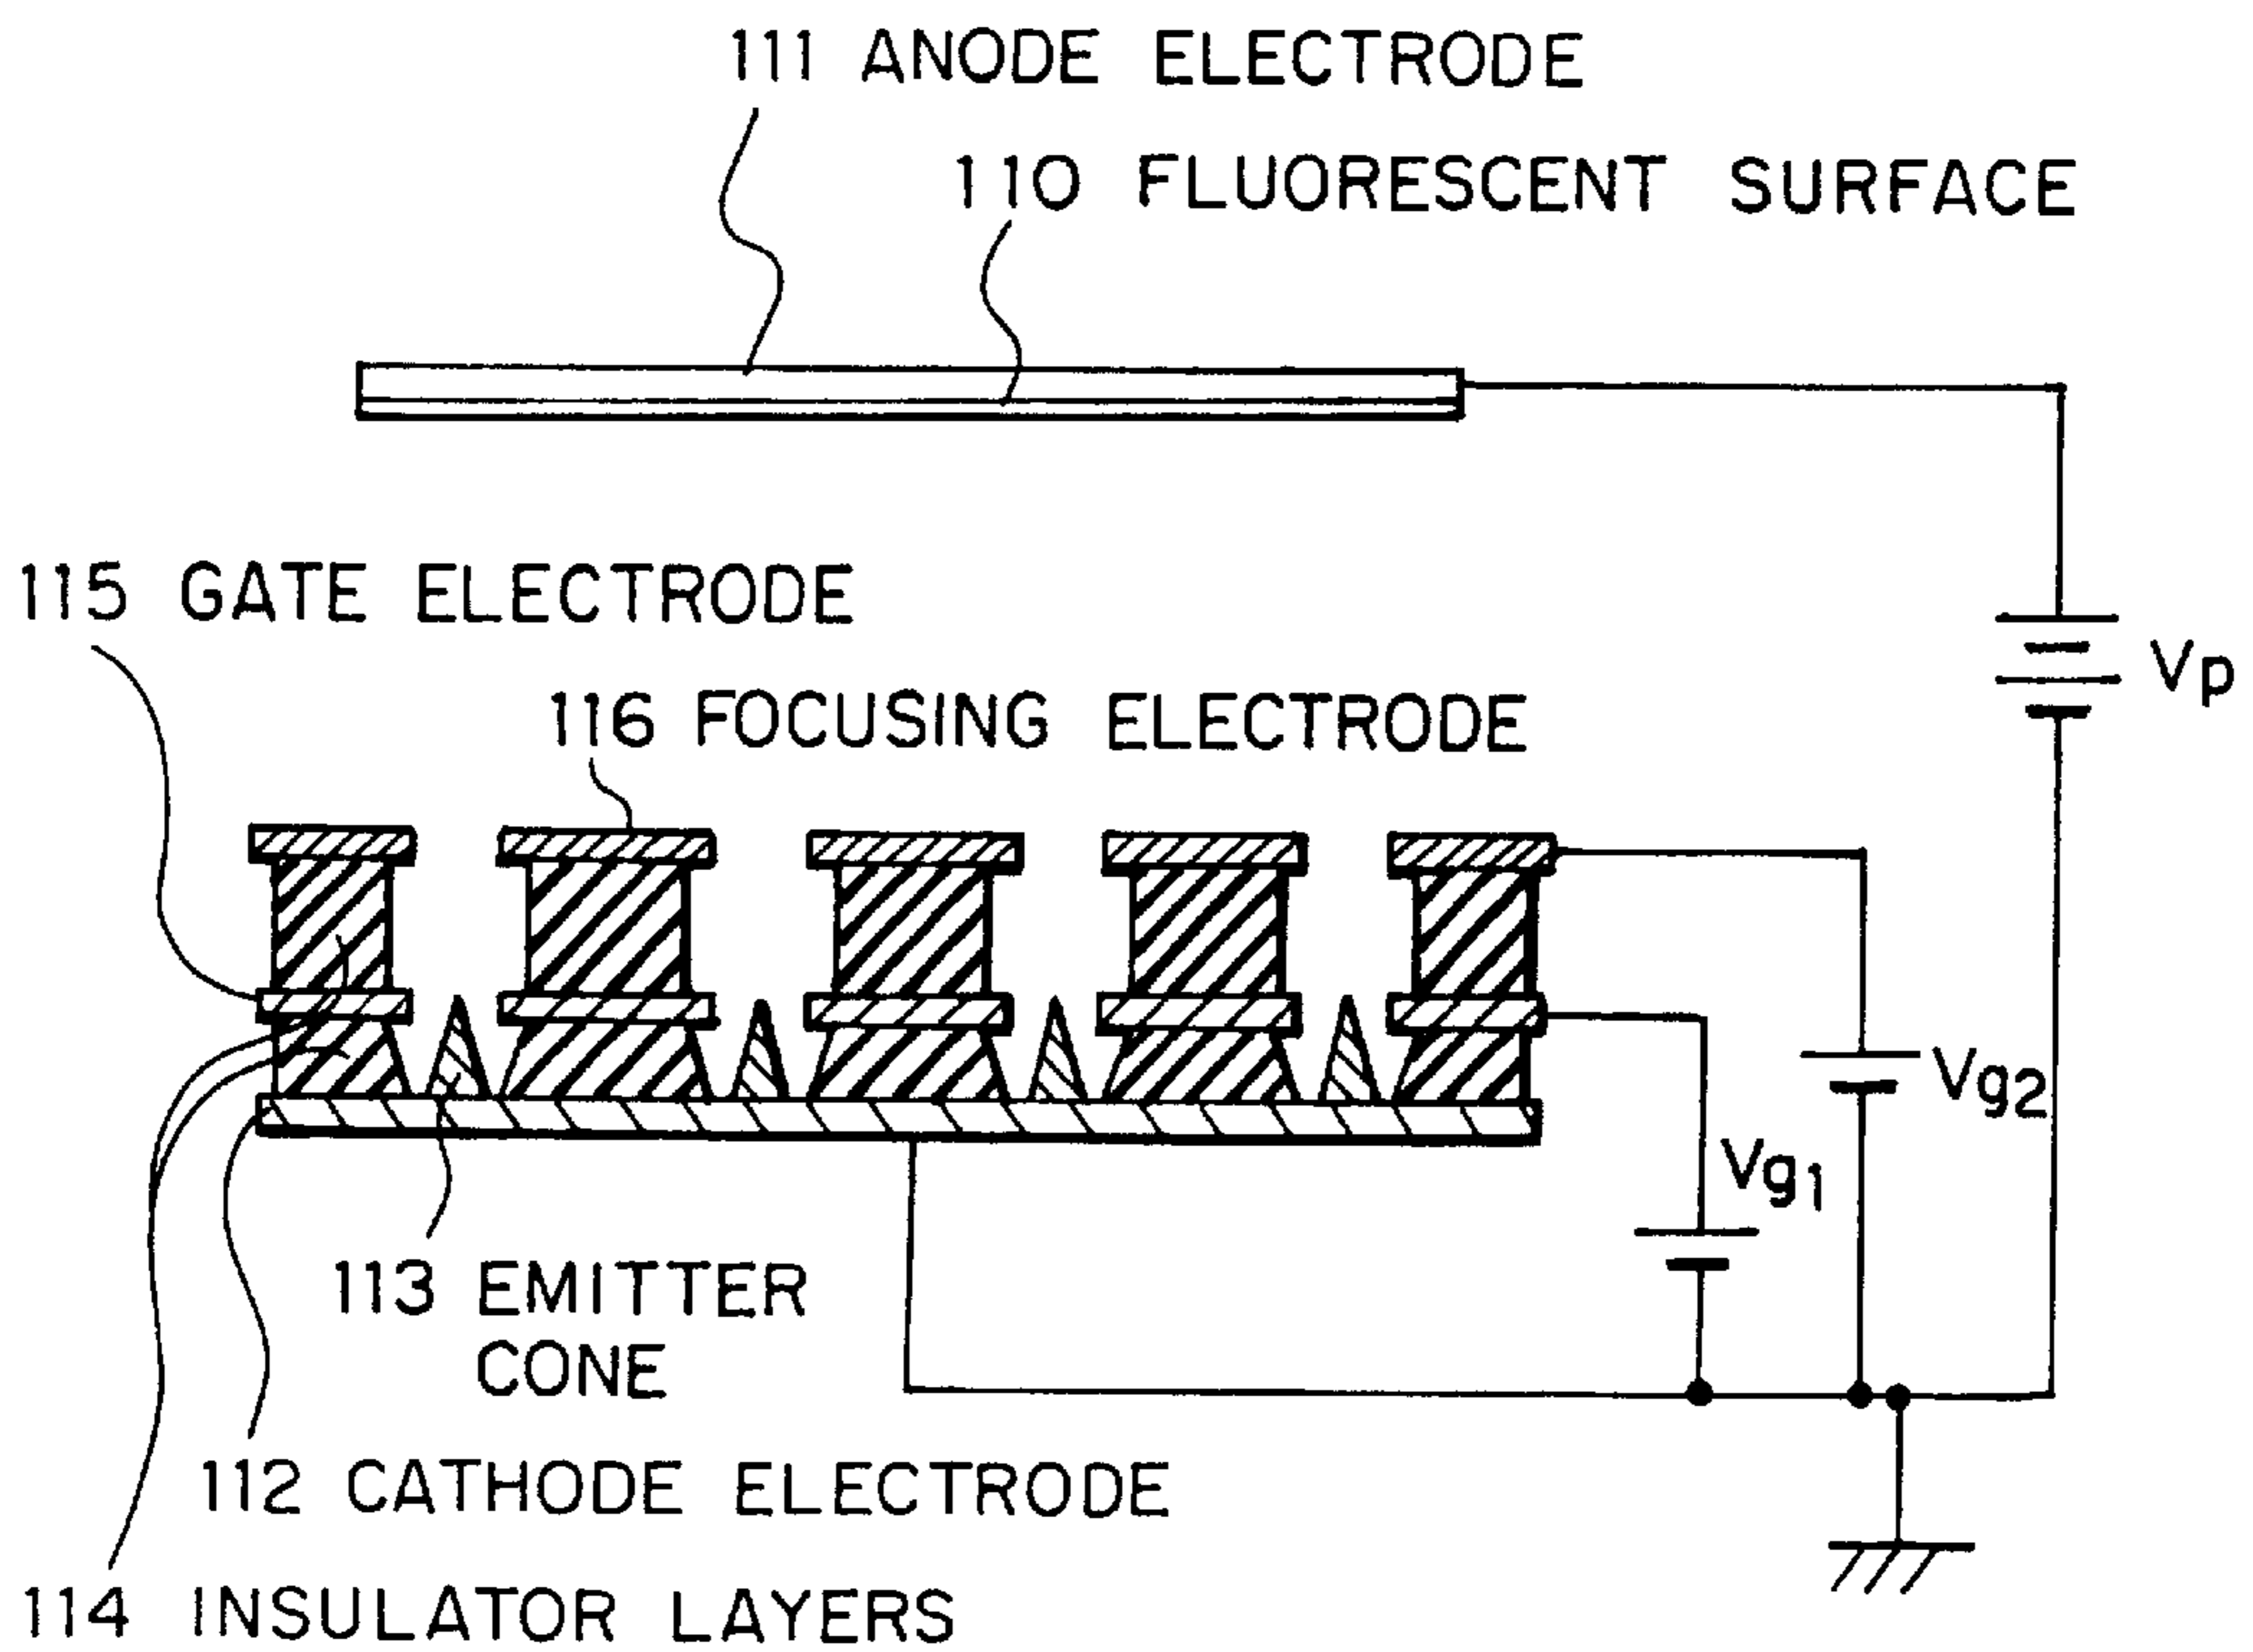 111 ANODE ELECTRODE
110 FLUORESCENT SURFACE
115 GATE ELECTRODE
Vp
116 FOCUSING ELECTRODE
Vg2
Vg1
113 EMITTER
CONE
112 CATHODE ELECTRODE
114 INSULATOR LAYERS